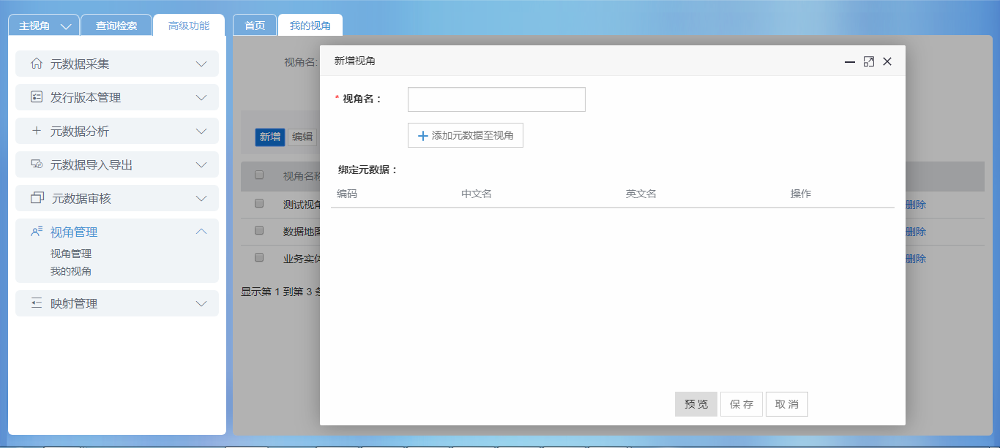 主视角 查询检索 高级功能 首页 我的视角
元数据采集
发行版本管理
元数据分析
元数据导入导出
元数据审核
视角管理
视角管理
我的视角
映射管理
视角名:
新增 编辑
视角名称
测试视角 删除
数据地图 删除
业务实体 删除
显示第 1 到第 3 条
新增视角
* 视角名：
添加元数据至视角
绑定元数据：
编码 中文名 英文名 操作
预 览 保 存 取 消